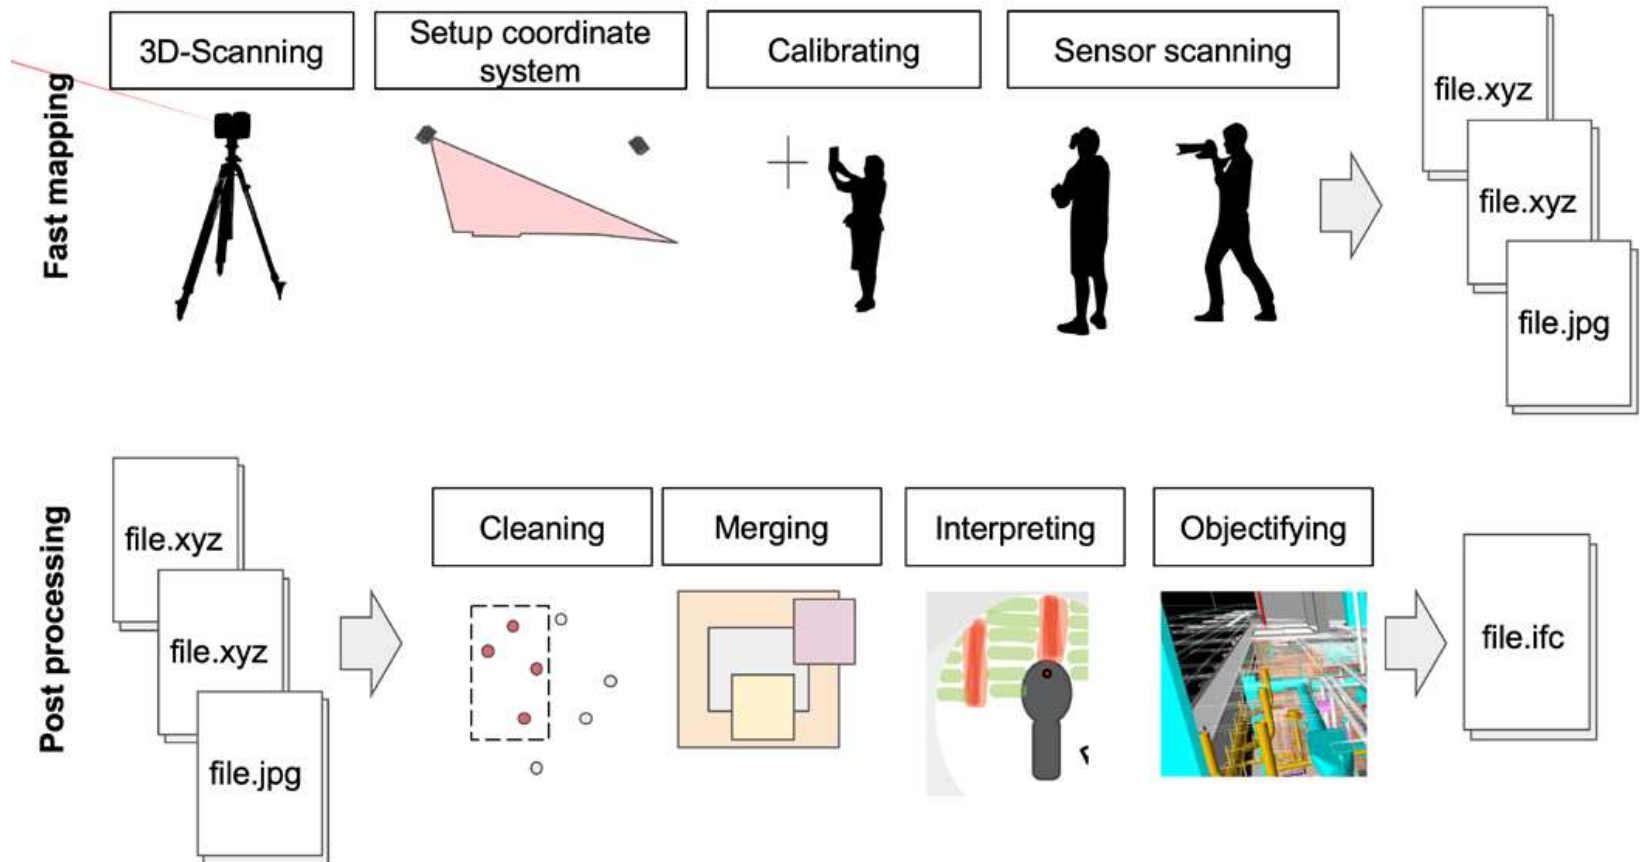 Fast mapping
3D-Scanning
Setup coordinate
system
Calibrating
Sensor scanning
file.xyz
file.xyz
file.jpg
Post processing
file.xyz
file.xyz
file.jpg
Cleaning
Merging
Interpreting
Objectifying
file.ifc